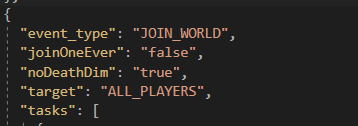 {
"event_type": "JOIN_WORLD",
"joinOneEver": "false",
"noDeathDim": "true",
"target": "ALL_PLAYERS",
"tasks": [